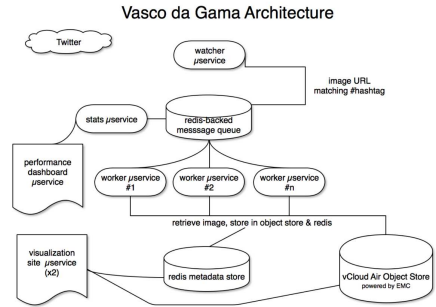 Vasco da Gama Architecture
Twitter
watcher
µservice
image URL
matching #hashtag
stats µservice
redis-backed
messsage queue
performance
dashboard
µservice
worker µservice
#1
worker µservice
#2
worker µservice
#n
retrieve image, store in object store & redis
visualization
site µservice
(x2)
redis metadata store
vCloud Air Object Store
powered by EMC